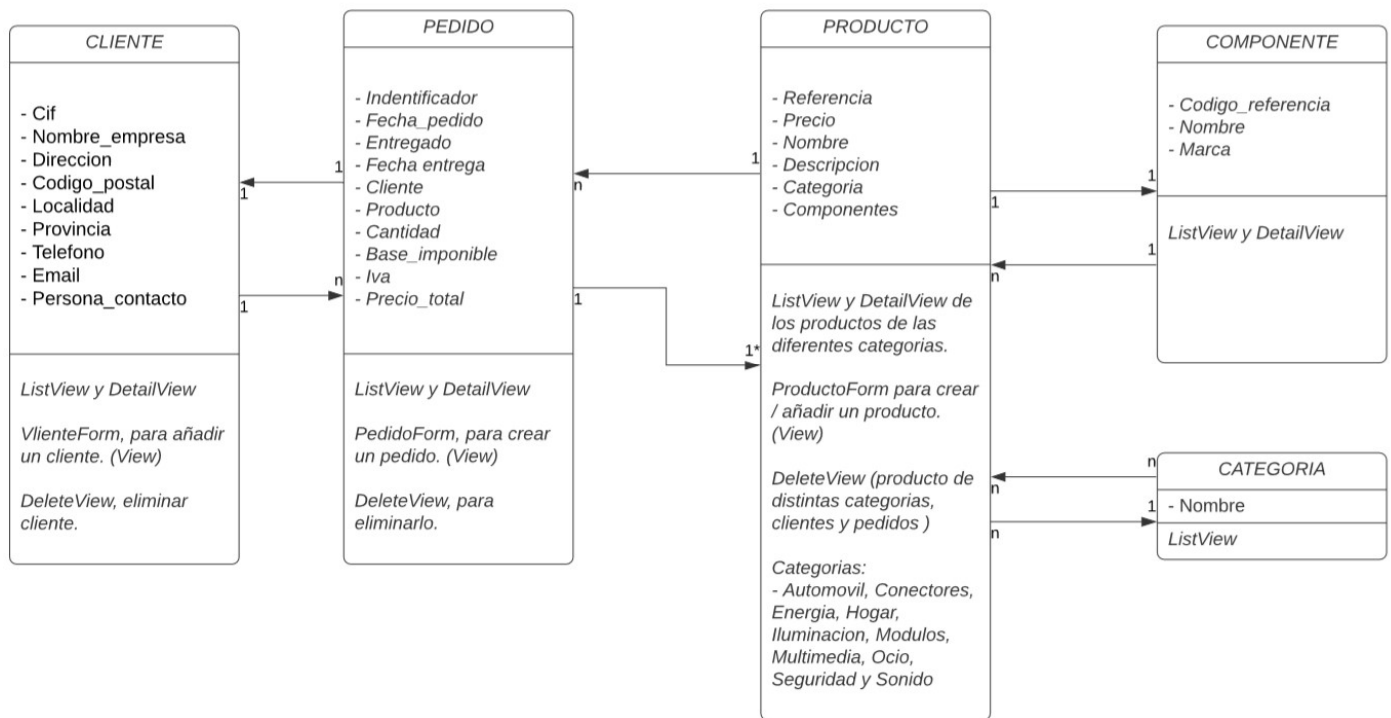 CLIENTE
- Cif
- Nombre_empresa
- Direccion
- Codigo_postal
- Localidad
- Provincia
- Telefono
- Email
- Persona_contacto
ListView y DetailView
VlienteForm, para añadir
un cliente. (View)
DeleteView, eliminar
cliente.
1
1
n
1
PEDIDO
- Indentificador
- Fecha_pedido
- Entregado
- Fecha entrega
- Cliente
- Producto
- Cantidad
- Base_imponible
- Iva
- Precio_total
ListView y DetailView
PedidoForm, para crear
un pedido. (View)
DeleteView, para
eliminarlo.
1
n
1
1*
PRODUCTO
- Referencia
- Precio
- Nombre
- Descripcion
- Categoria
- Componentes
ListView y DetailView de
los productos de las
diferentes categorias.
ProductoForm para crear
/ añadir un producto.
(View)
DeleteView (producto de
distintas categorias,
clientes y pedidos )
Categorias:
- Automovil, Conectores,
Energia, Hogar,
Iluminacion, Modulos,
Multimedia, Ocio,
Seguridad y Sonido
1
1
1
n
COMPONENTE
- Codigo_referencia
- Nombre
- Marca
ListView y DetailView
n
n
1
n
CATEGORIA
- Nombre
ListView